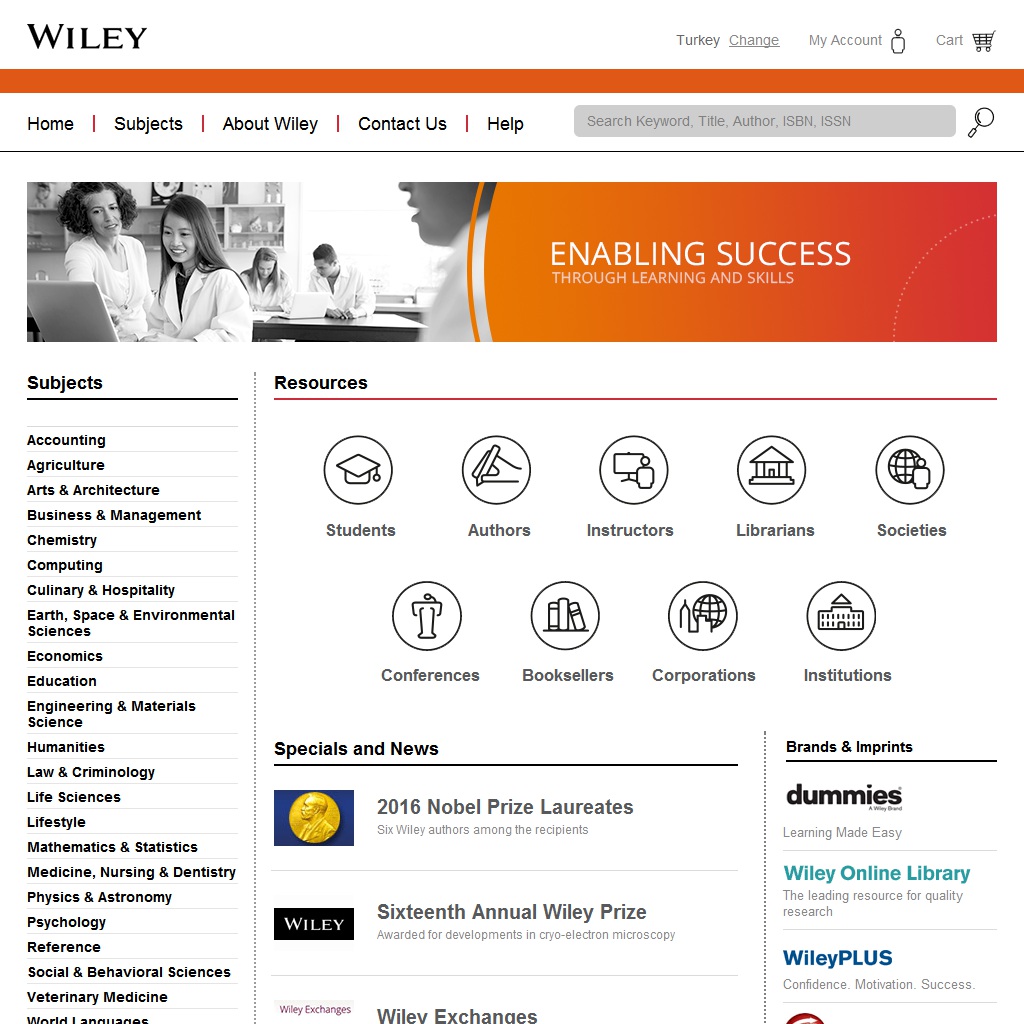 WILEY
Turkey Change My Account Cart
Home Subjects About Wiley Contact Us Help
Search Keyword, Title, Author, ISBN, ISSN
ENABLING SUCCESS
THROUGH LEARNING AND SKILLS
Subjects
Accounting
Agriculture
Arts & Architecture
Business & Management
Chemistry
Computing
Culinary & Hospitality
Earth, Space & Environmental
Sciences
Economics
Education
Engineering & Materials
Science
Humanities
Law & Criminology
Life Sciences
Lifestyle
Mathematics & Statistics
Medicine, Nursing & Dentistry
Physics & Astronomy
Psychology
Reference
Social & Behavioral Sciences
Veterinary Medicine
World Languages
Resources
Students Authors Instructors Librarians Societies
Conferences Booksellers Corporations Institutions
Specials and News
2016 Nobel Prize Laureates
Six Wiley authors among the recipients
WILEY
Sixteenth Annual Wiley Prize
Awarded for developments in cryo-electron microscopy
Wiley Exchanges
Wiley Exchanges
Brands & Imprints
dummies
A Wiley Brand
Learning Made Easy
Wiley Online Library
The leading resource for quality
research
WileyPLUS
Confidence. Motivation. Success.